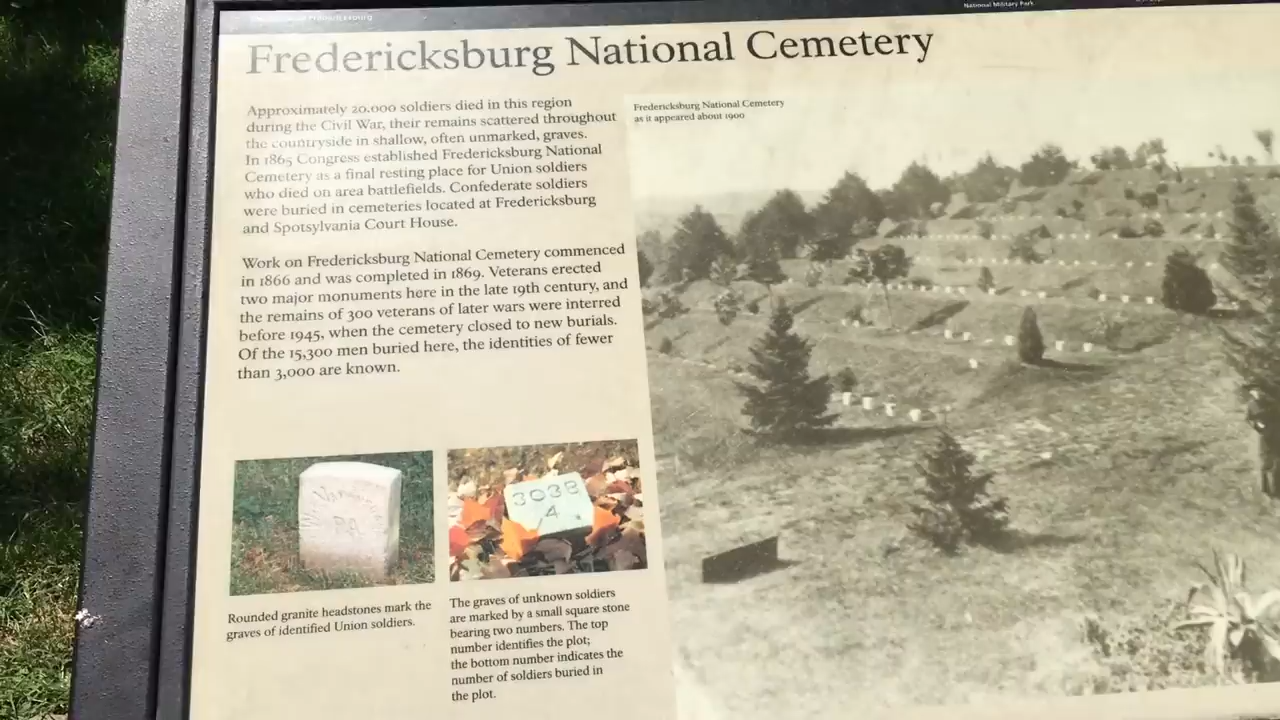 National Military Park
Fredericksburg National Cemetery
Approximately 20,000 soldiers died in this region
during the Civil War, their remains scattered throughout
the countryside in shallow, often unmarked, graves.
In 1865 Congress established Fredericksburg National
Cemetery as a final resting place for Union soldiers
who died on area battlefields. Confederate soldiers
were buried in cemeteries located at Fredericksburg
and Spotsylvania Court House.
Work on Fredericksburg National Cemetery commenced
in 1866 and was completed in 1869. Veterans erected
two major monuments here in the late 19th century, and
the remains of 300 veterans of later wars were interred
before 1945, when the cemetery closed to new burials.
Of the 15,300 men buried here, the identities of fewer
than 3,000 are known.
Fredericksburg National Cemetery
as it appeared about 1900
PA.
3038
4
Rounded granite headstones mark the
graves of identified Union soldiers.
The graves of unknown soldiers
are marked by a small square stone
bearing two numbers. The top
number identifies the plot;
the bottom number indicates the
number of soldiers buried in
the plot.